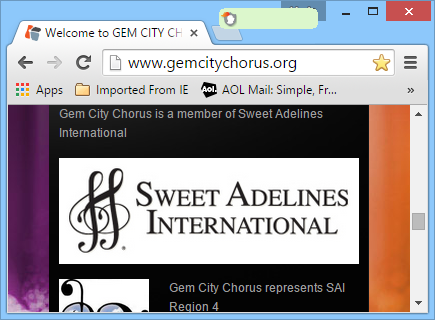 Welcome to GEM CITY CH
www.gemcitychorus.org
Apps Imported From IE Aol. AOL Mail: Simple, Fr...
Gem City Chorus is a member of Sweet Adelines
International
SWEET ADELINES
INTERNATIONAL
Gem City Chorus represents SAI
Region 4